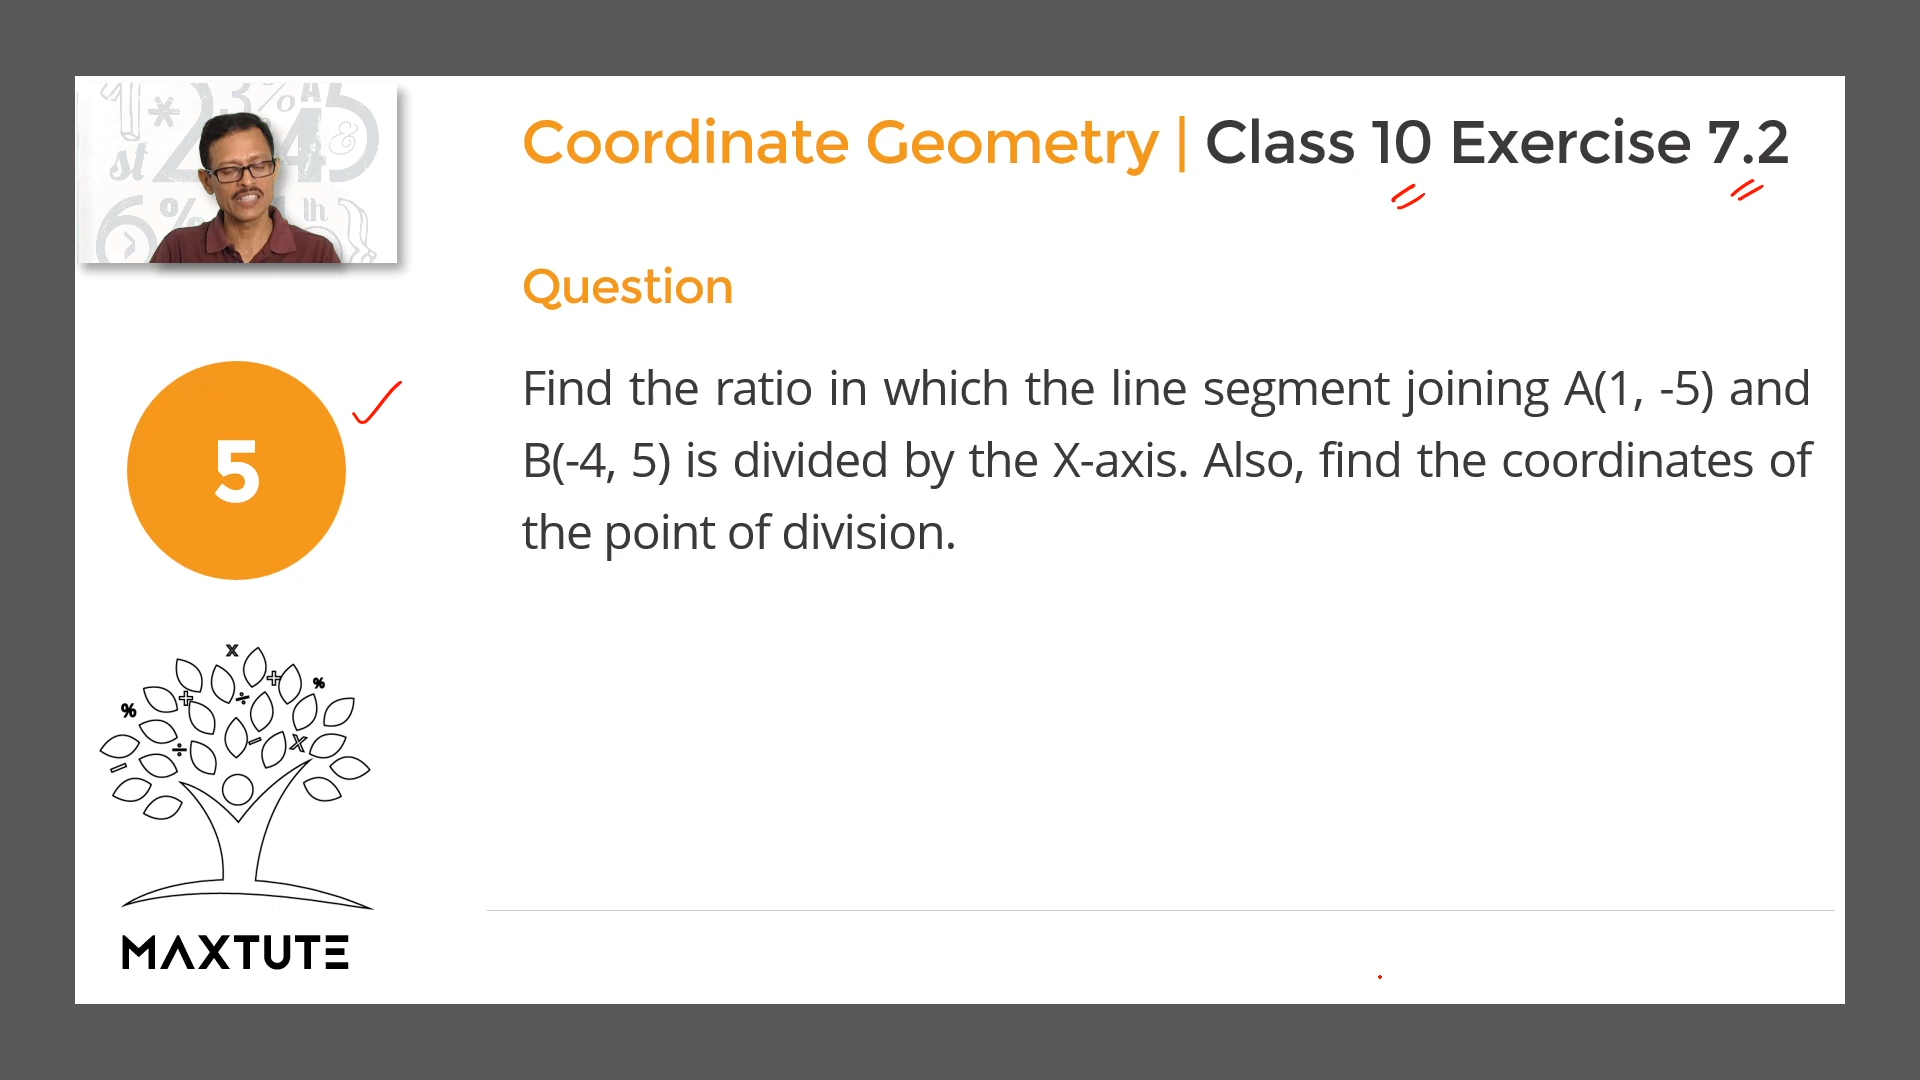 Coordinate Geometry | Class 10 Exercise 7.2
Question
5
Find the ratio in which the line segment joining A(1, -5) and
B(-4, 5) is divided by the X-axis. Also, find the coordinates of
the point of division.
MAXTUTE